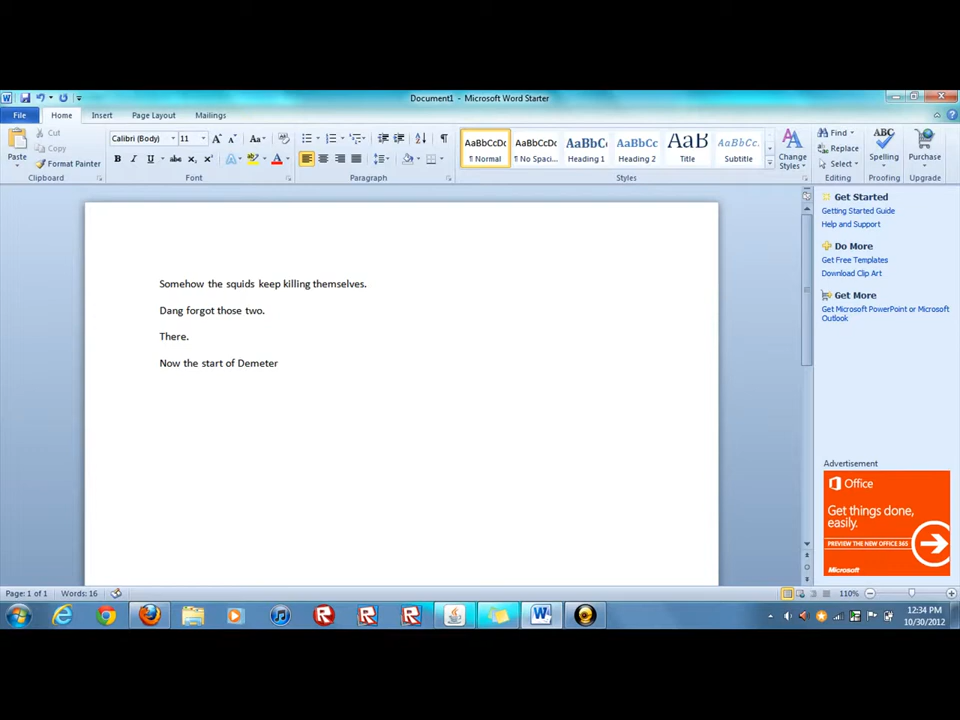 Document1 - Microsoft Word Starter
File Home Insert Page Layout Mailings
Paste Cut Copy Format Painter Clipboard
Calibri (Body) 11 Font
Paragraph
AaBbCcDc AaBbCcDc AaBbC AaBbCc AaB AaBbCc.
¶ Normal ¶ No Spaci... Heading 1 Heading 2 Title Subtitle
Change Styles Styles
Find Replace Select Editing
Spelling Proofing
Purchase Upgrade
Somehow the squids keep killing themselves.
Dang forgot those two.
There.
Now the start of Demeter
Get Started
Getting Started Guide
Help and Support
Do More
Get Free Templates
Download Clip Art
Get More
Get Microsoft PowerPoint or Microsoft
Outlook
Advertisement
Office
Get things done,
easily.
PREVIEW THE NEW OFFICE 365
Microsoft
Page: 1 of 1 Words: 16 110%
12:34 PM
10/30/2012